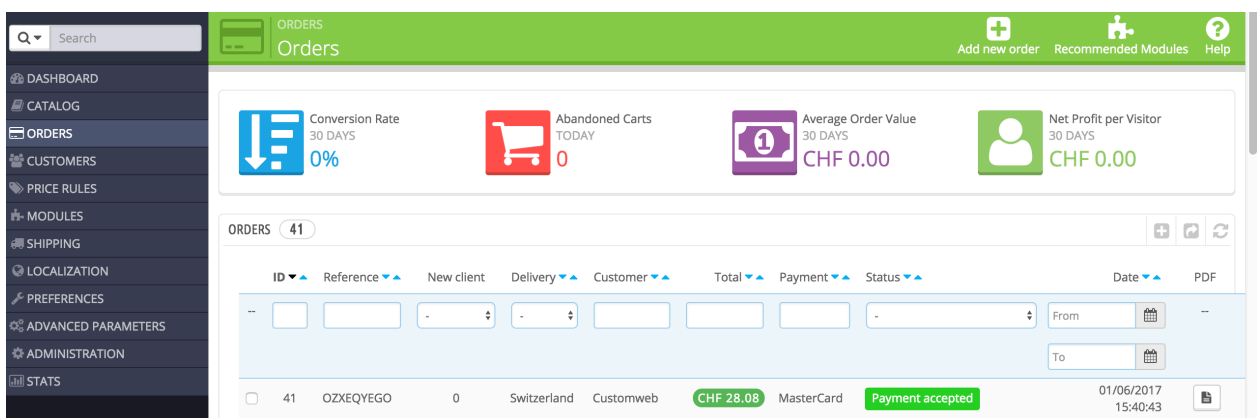 Search
DASHBOARD
CATALOG
ORDERS
CUSTOMERS
PRICE RULES
MODULES
SHIPPING
LOCALIZATION
PREFERENCES
ADVANCED PARAMETERS
ADMINISTRATION
STATS
ORDERS
Orders
Add new order Recommended Modules Help
Conversion Rate
30 DAYS
0%
Abandoned Carts
TODAY
0
1
Average Order Value
30 DAYS
CHF 0.00
Net Profit per Visitor
30 DAYS
CHF 0.00
ORDERS 41
ID Reference New client Delivery Customer Total Payment Status Date PDF
-- - - - From --
To
41 OZXEQYEGO 0 Switzerland Customweb CHF 28.08 MasterCard Payment accepted 01/06/2017
15:40:43